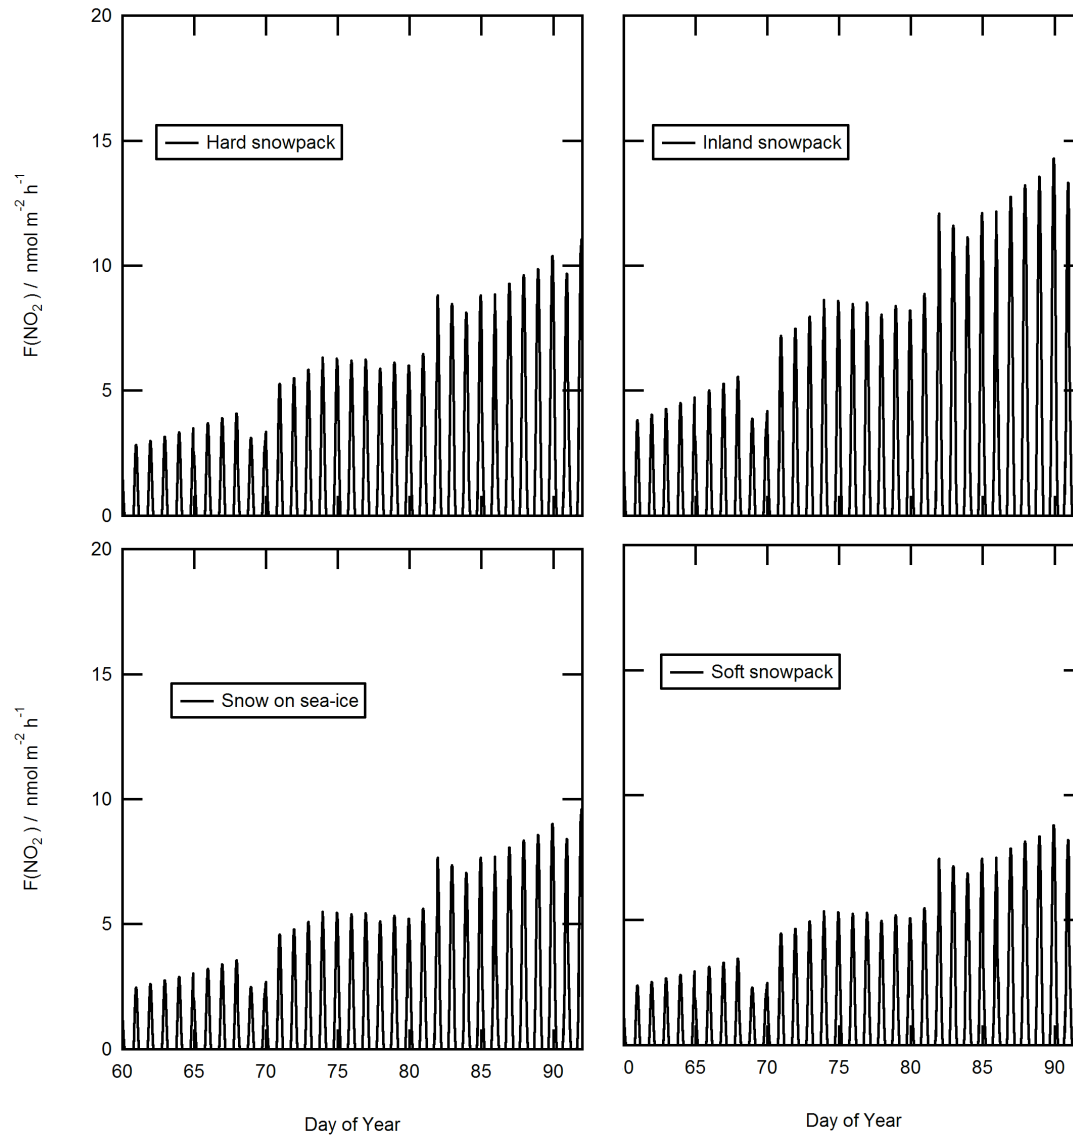 20
15
10
5
0
F(NO2) / nmol m-2 h-1
Hard snowpack
Inland snowpack
20
15
10
5
0
F(NO2) / nmol m-2 h-1
Snow on sea-ice
Soft snowpack
60 65 70 75 80 85 90
0 65 70 75 80 85 90
Day of Year
Day of Year